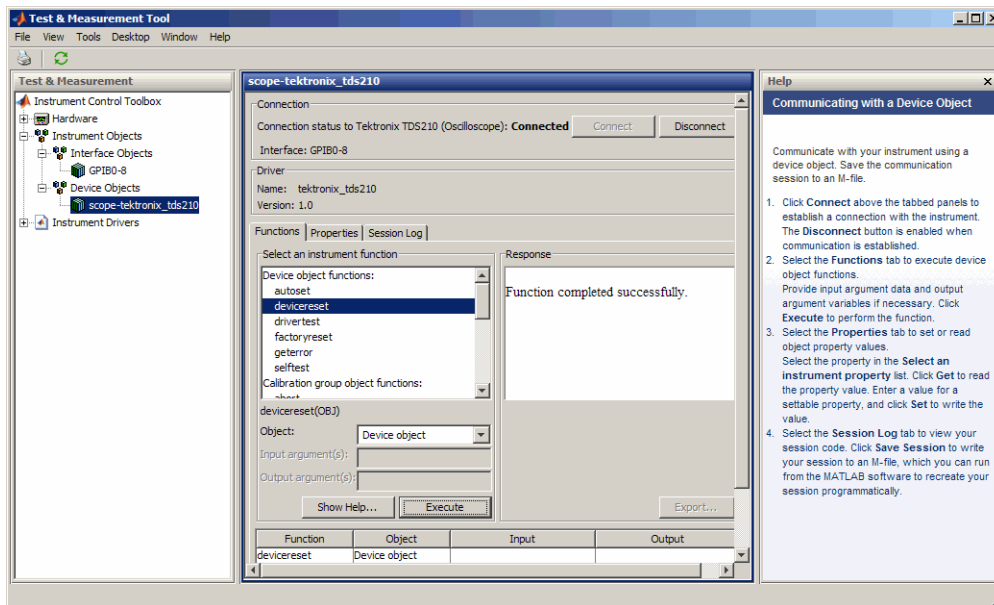 Test & Measurement Tool
File View Tools Desktop Window Help
Test & Measurement
Instrument Control Toolbox
Hardware
Instrument Objects
Interface Objects
GPIB0-8
Device Objects
scope-tektronix_tds210
Instrument Drivers
scope-tektronix_tds210
Connection
Connection status to Tektronix TDS210 (Oscilloscope): Connected Connect Disconnect
Interface: GPIB0-8
Driver
Name: tektronix_tds210
Version: 1.0
Functions Properties Session Log
Select an instrument function
Device object functions:
autoset
devicereset
drivertest
factoryreset
geterror
selftest
Calibration group object functions:
abort
devicereset(OBJ)
Object: Device object
Input argument(s):
Output argument(s):
Show Help... Execute
Response
Function completed successfully.
Export...
Function Object Input Output
devicereset Device object
Help
Communicating with a Device Object
Communicate with your instrument using a
device object. Save the communication
session to an M-file.
1. Click Connect above the tabbed panels to
establish a connection with the instrument.
The Disconnect button is enabled when
communication is established.
2. Select the Functions tab to execute device
object functions.
Provide input argument data and output
argument variables if necessary. Click
Execute to perform the function.
3. Select the Properties tab to set or read
object property values.
Select the property in the Select an
instrument property list. Click Get to read
the property value. Enter a value for a
settable property, and click Set to write the
value.
4. Select the Session Log tab to view your
session code. Click Save Session to write
your session to an M-file, which you can run
from the MATLAB software to recreate your
session programmatically.